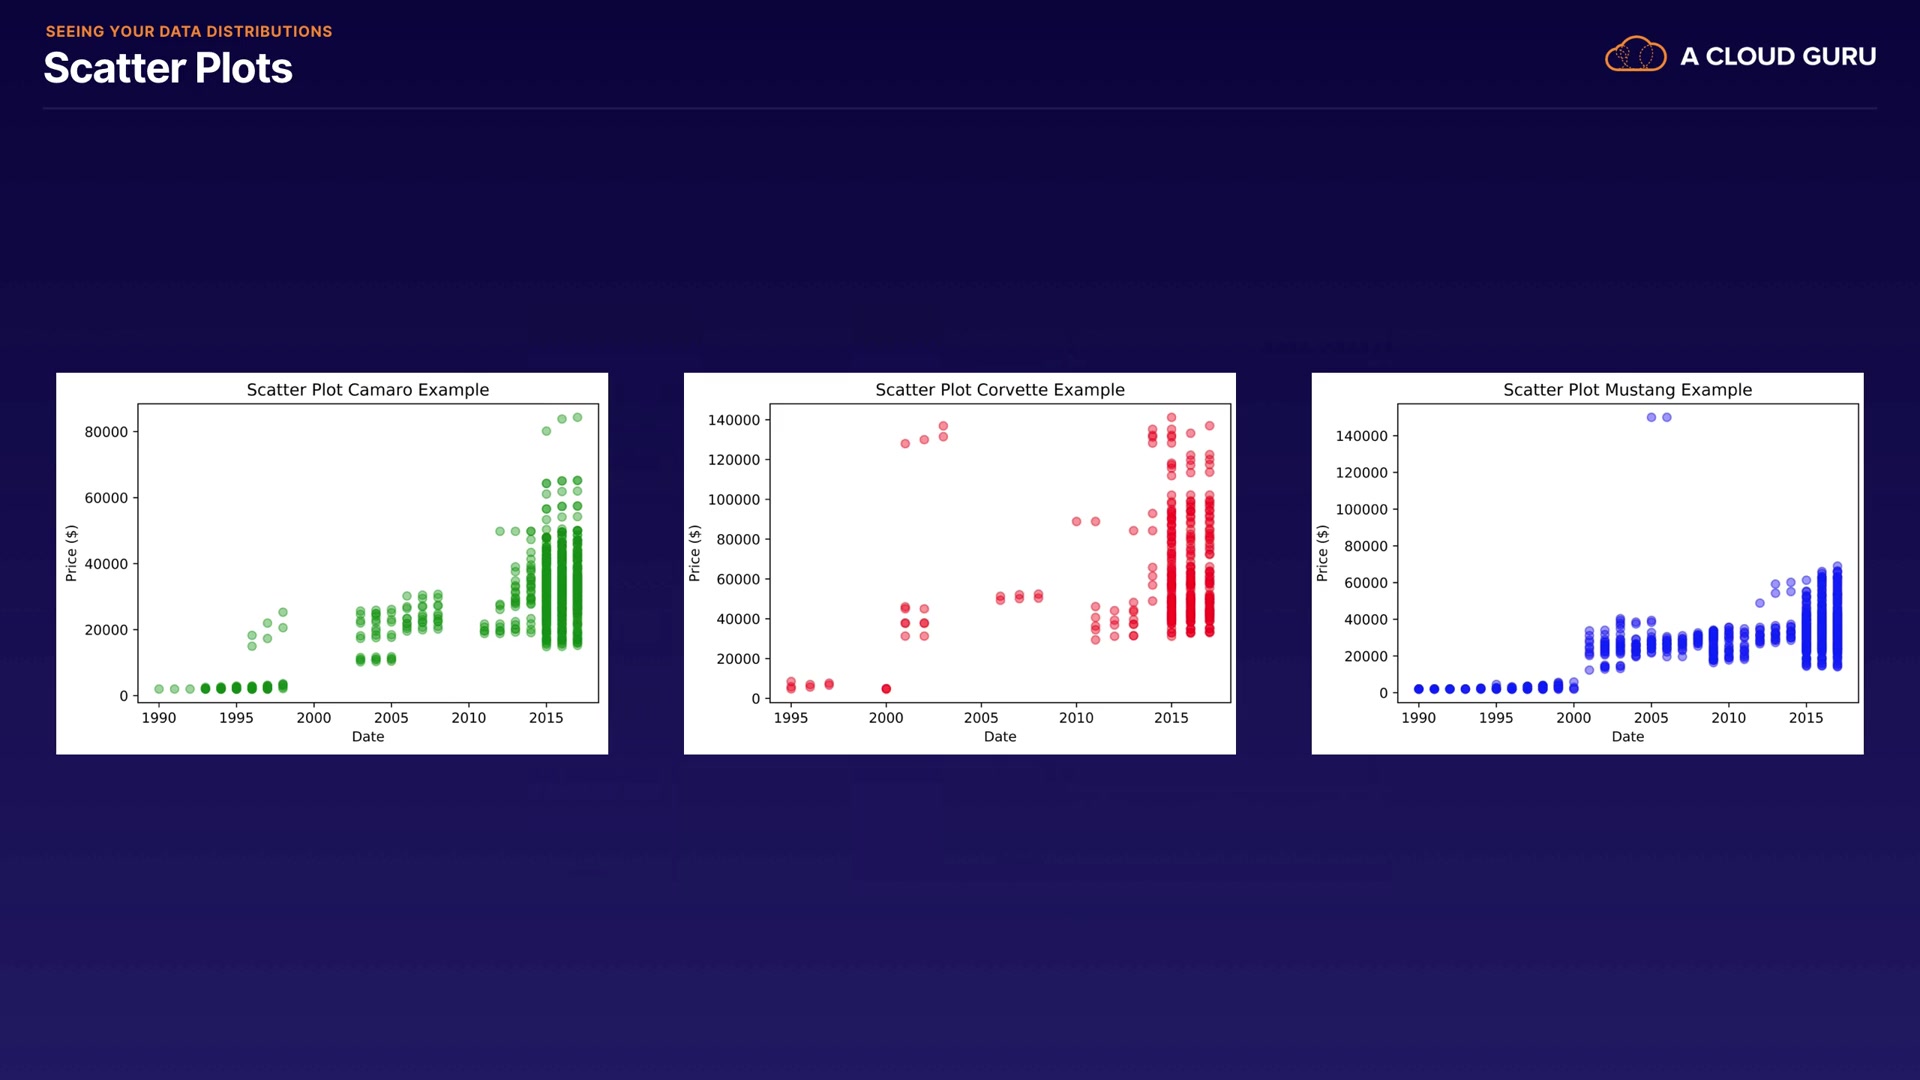 SEEING YOUR DATA DISTRIBUTIONS
Scatter Plots
A CLOUD GURU
Scatter Plot Camaro Example
80000
60000
40000
20000
0
Price ($)
1990 1995 2000 2005 2010 2015
Date
Scatter Plot Corvette Example
140000
120000
100000
80000
60000
40000
20000
0
Price ($)
1995 2000 2005 2010 2015
Date
Scatter Plot Mustang Example
140000
120000
100000
80000
60000
40000
20000
0
Price ($)
1990 1995 2000 2005 2010 2015
Date